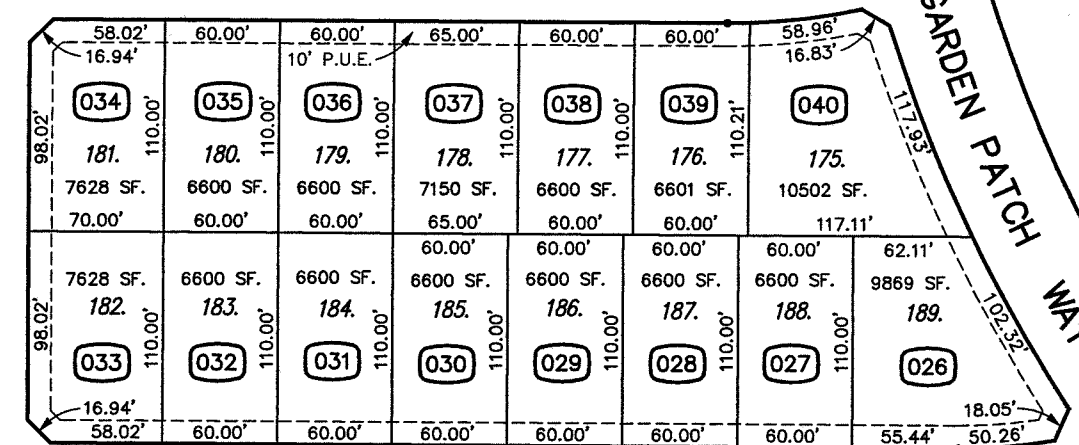 58.02' 60.00' 60.00' 65.00' 60.00' 60.00' 58.96'
16.94' 10' P.U.E. 16.83'
034 035 036 037 038 039 040
98.02' 110.00' 110.00' 110.00' 110.00' 110.00' 110.21' 117.93'
181. 180. 179. 178. 177. 176. 175.
7628 SF. 6600 SF. 6600 SF. 7150 SF. 6600 SF. 6601 SF. 10502 SF.
70.00' 60.00' 60.00' 65.00' 60.00' 60.00' 117.11'
60.00' 60.00' 60.00' 60.00' 62.11'
7628 SF. 6600 SF. 6600 SF. 6600 SF. 6600 SF. 6600 SF. 6600 SF. 9869 SF.
182. 183. 184. 185. 186. 187. 188. 189.
98.02' 110.00' 110.00' 110.00' 110.00' 110.00' 110.00' 110.00' 102.32'
033 032 031 030 029 028 027 026
16.94' 18.05'
58.02' 60.00' 60.00' 60.00' 60.00' 60.00' 60.00' 55.44' 50.26'
GARDEN PATCH WAY